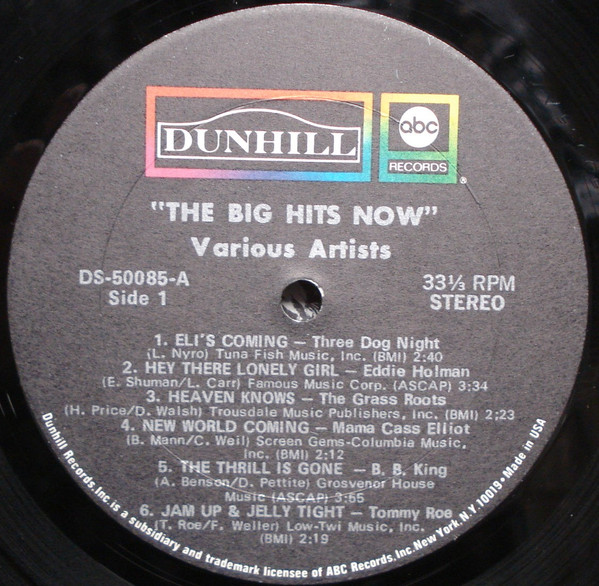 DUNHILL
abc
RECORDS
®
"THE BIG HITS NOW"
Various Artists
DS-50085-A
Side 1
33⅓ RPM
STEREO
1. ELI'S COMING – Three Dog Night
(L. Nyro) Tuna Fish Music, Inc. (BMI) 2:40
2. HEY THERE LONELY GIRL – Eddie Holman
(E. Shuman/L. Carr) Famous Music Corp. (ASCAP) 3:34
3. HEAVEN KNOWS – The Grass Roots
(H. Price/D. Walsh) Trousdale Music Publishers, Inc. (BMI) 2:23
4. NEW WORLD COMING – Mama Cass Elliot
(B. Mann/C. Weil) Screen Gems-Columbia Music,
Inc. (BMI) 2:12
5. THE THRILL IS GONE – B. B. King
(A. Benson/D. Pettite) Grosvenor House
Music (ASCAP) 3:55
6. JAM UP & JELLY TIGHT – Tommy Roe
(T. Roe/F. Weller) Low-Twi Music, Inc.
(BMI) 2:19
Dunhill Records, Inc. is a subsidiary and trademark licensee of ABC Records, Inc. New York, N.Y. 10019 • Made in USA